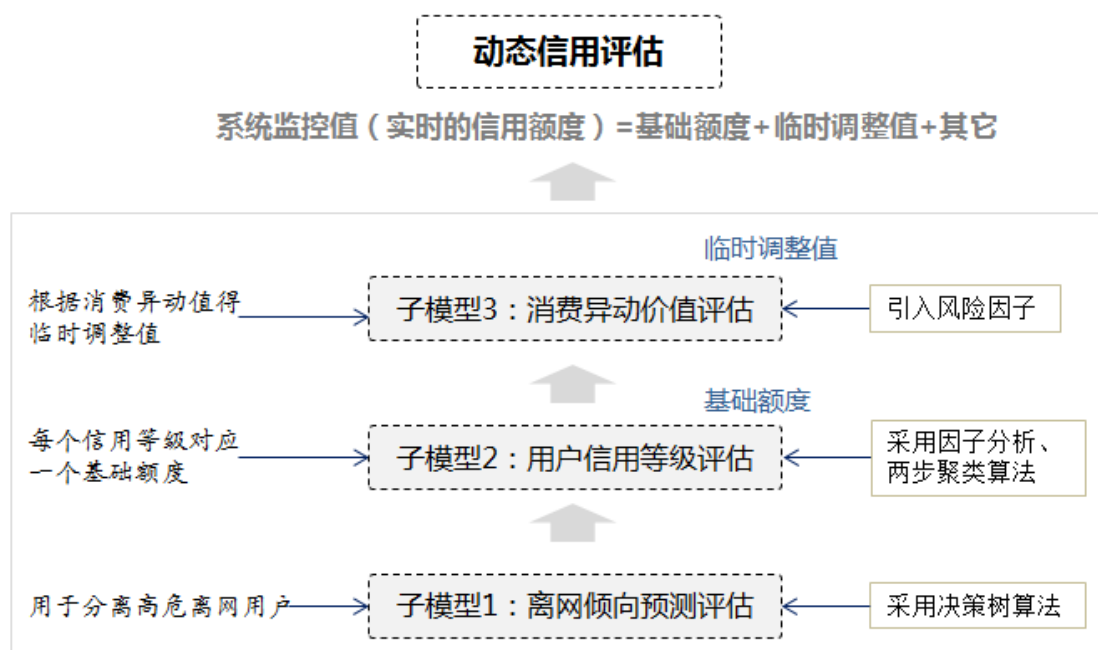 动态信用评估
系统监控值（实时的信用额度）=基础额度+临时调整值+其它
临时调整值
根据消费异动值得
临时调整值
子模型3：消费异动价值评估
引入风险因子
基础额度
每个信用等级对应
一个基础额度
子模型2：用户信用等级评估
采用因子分析、
两步聚类算法
用于分离高危离网用户
子模型1：离网倾向预测评估
采用决策树算法